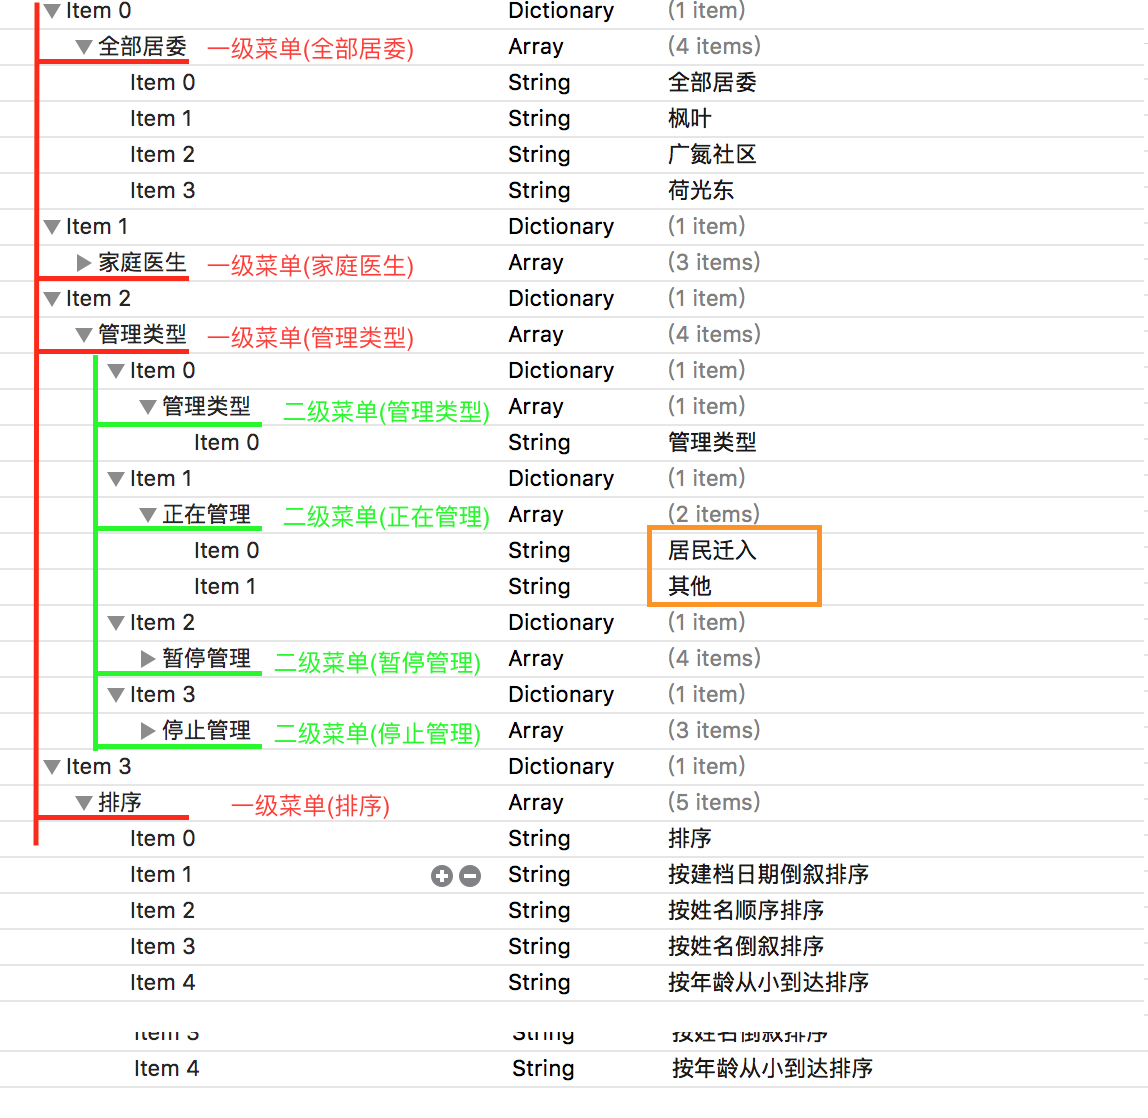 Item 0 Dictionary (1 item)
全部居委 一级菜单(全部居委) Array (4 items)
Item 0 String 全部居委
Item 1 String 枫叶
Item 2 String 广氮社区
Item 3 String 荷光东
Item 1 Dictionary (1 item)
家庭医生 一级菜单(家庭医生) Array (3 items)
Item 2 Dictionary (1 item)
管理类型 一级菜单(管理类型) Array (4 items)
Item 0 Dictionary (1 item)
管理类型 二级菜单(管理类型) Array (1 item)
Item 0 String 管理类型
Item 1 Dictionary (1 item)
正在管理 二级菜单(正在管理) Array (2 items)
Item 0 String 居民迁入
Item 1 String 其他
Item 2 Dictionary (1 item)
暂停管理 二级菜单(暂停管理) Array (4 items)
Item 3 Dictionary (1 item)
停止管理 二级菜单(停止管理) Array (3 items)
Item 3 Dictionary (1 item)
排序 一级菜单(排序) Array (5 items)
Item 0 String 排序
Item 1 String 按建档日期倒叙排序
Item 2 String 按姓名顺序排序
Item 3 String 按姓名倒叙排序
Item 4 String 按年龄从小到达排序
Item 3 String 按姓名倒叙排序
Item 4 String 按年龄从小到达排序